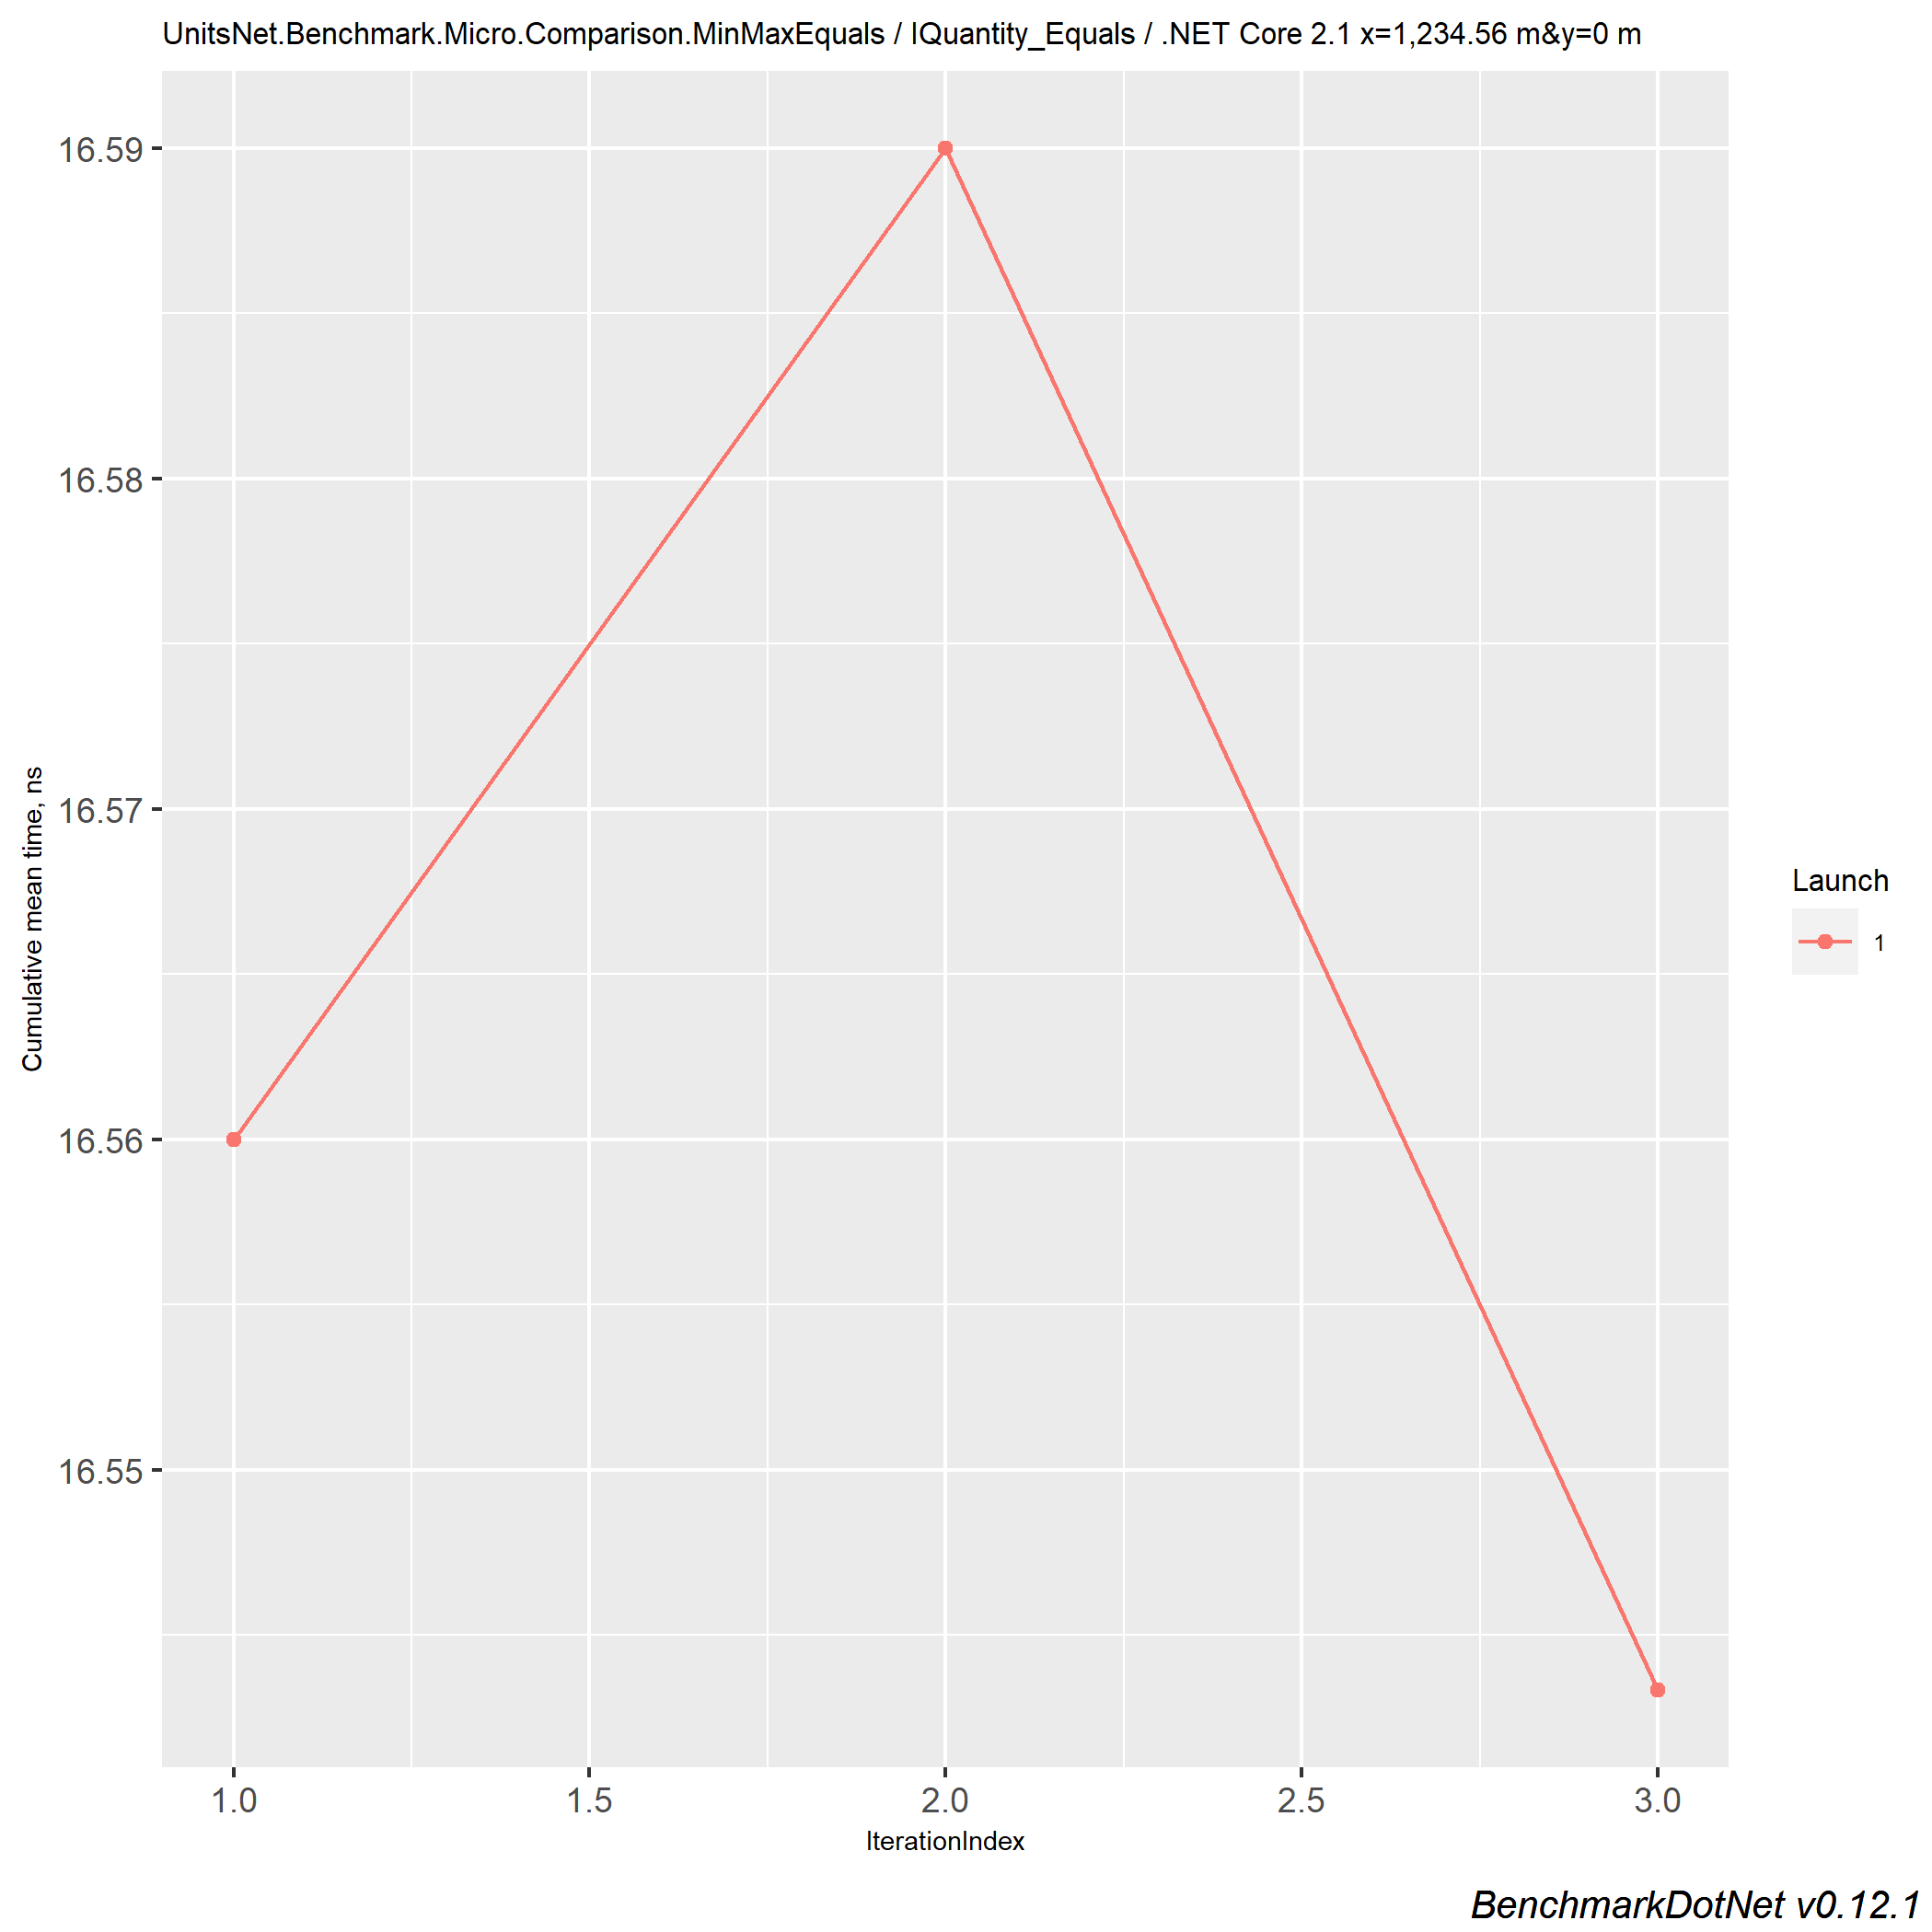 UnitsNet.Benchmark.Micro.Comparison.MinMaxEquals / IQuantity_Equals / .NET Core 2.1 x=1,234.56 m&y=0 m
16.59
16.58
16.57
16.56
16.55
Cumulative mean time, ns
1.0 1.5 2.0 2.5 3.0
IterationIndex
Launch
1
BenchmarkDotNet v0.12.1